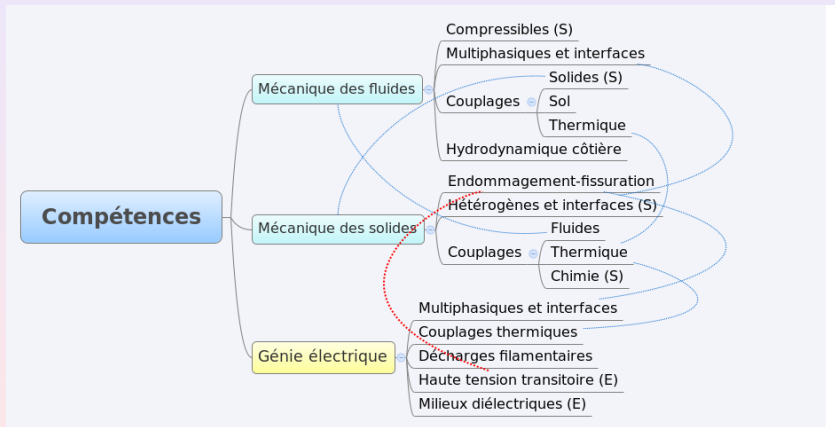 Compétences
Mécanique des fluides
Compressibles (S)
Multiphasiques et interfaces
Couplages
Solides (S)
Sol
Thermique
Hydrodynamique côtière
Mécanique des solides
Endommagement-fissuration
Hétérogènes et interfaces (S)
Couplages
Fluides
Thermique
Chimie (S)
Génie électrique
Multiphasiques et interfaces
Couplages thermiques
Décharges filamentaires
Haute tension transitoire (E)
Milieux diélectriques (E)